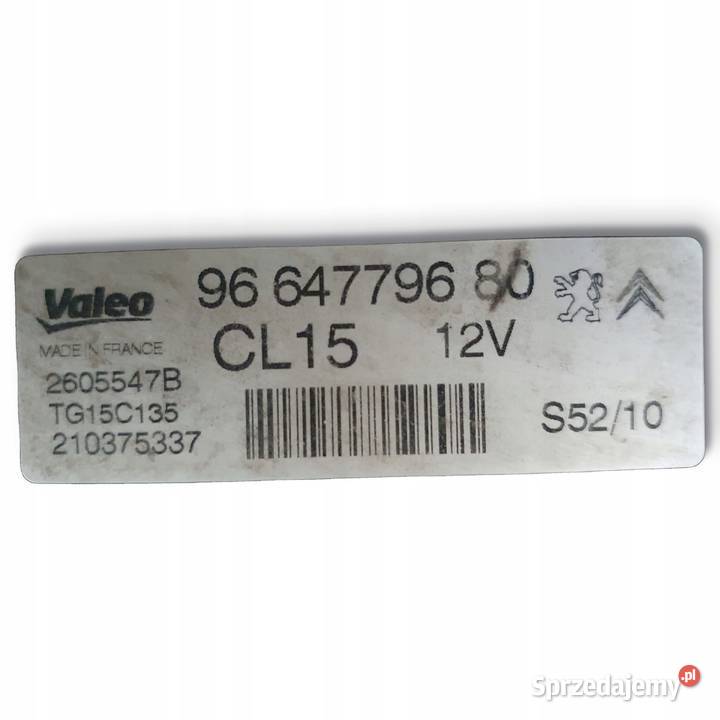 Valeo
96 647796 80
MADE IN FRANCE
CL15 12V
2605547B
TG15C135
210375337
S52/10
Sprzedajemy.pl